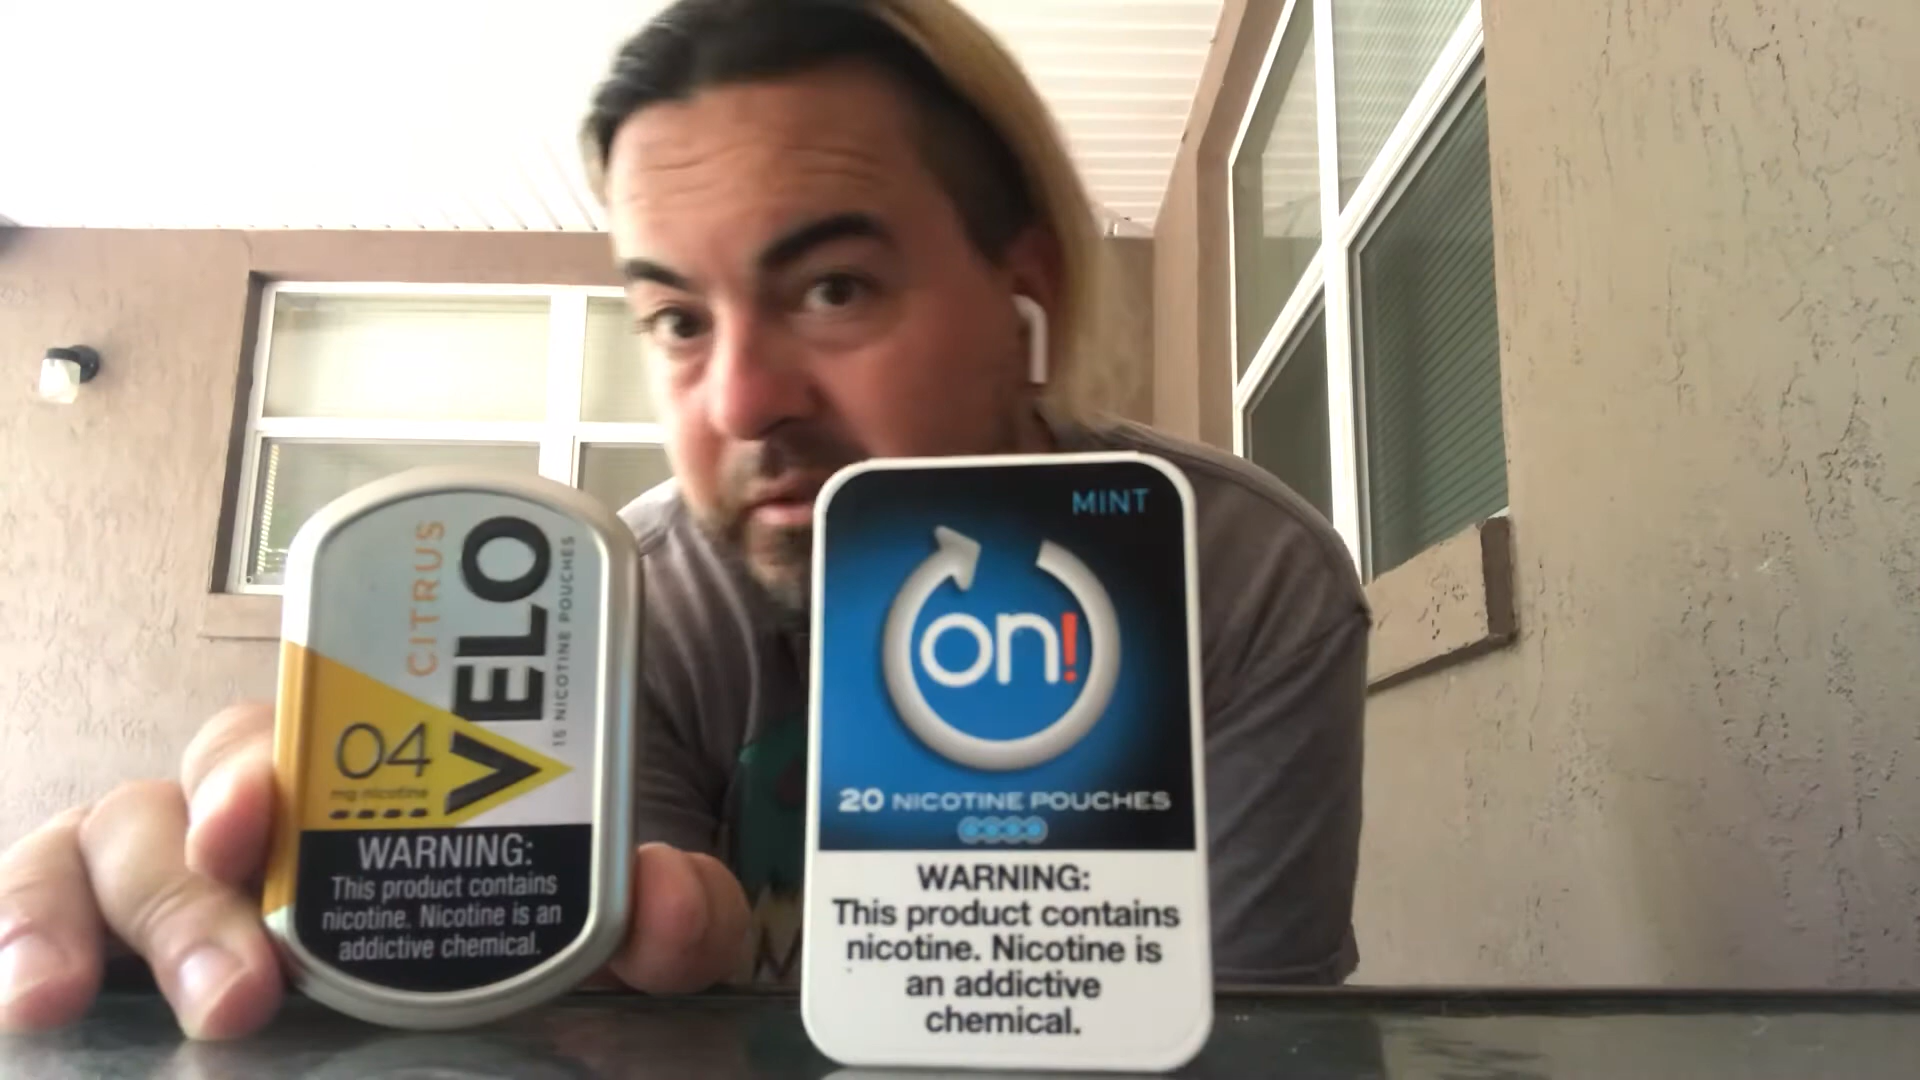 CITRUS
VELO
15 NICOTINE POUCHES
04
mg nicotine
WARNING:
This product contains
nicotine. Nicotine is an
addictive chemical.
MINT
on!
20 NICOTINE POUCHES
WARNING:
This product contains
nicotine. Nicotine is
an addictive
chemical.